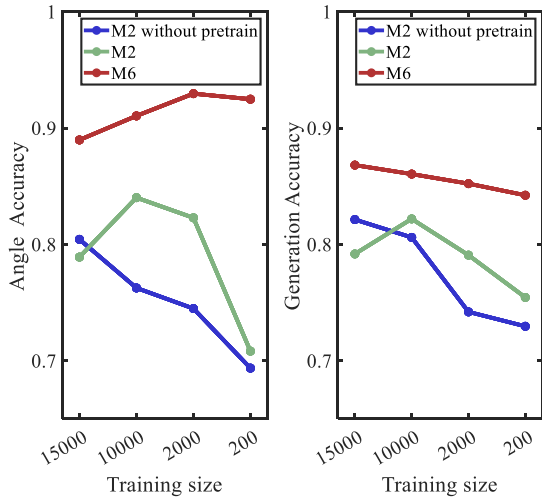 1
0.9
0.8
0.7
Angle Accuracy
M2 without pretrain
M2
M6
15000
10000
2000
200
Training size
1
0.9
0.8
0.7
Generation Accuracy
M2 without pretrain
M2
M6
15000
10000
2000
200
Training size